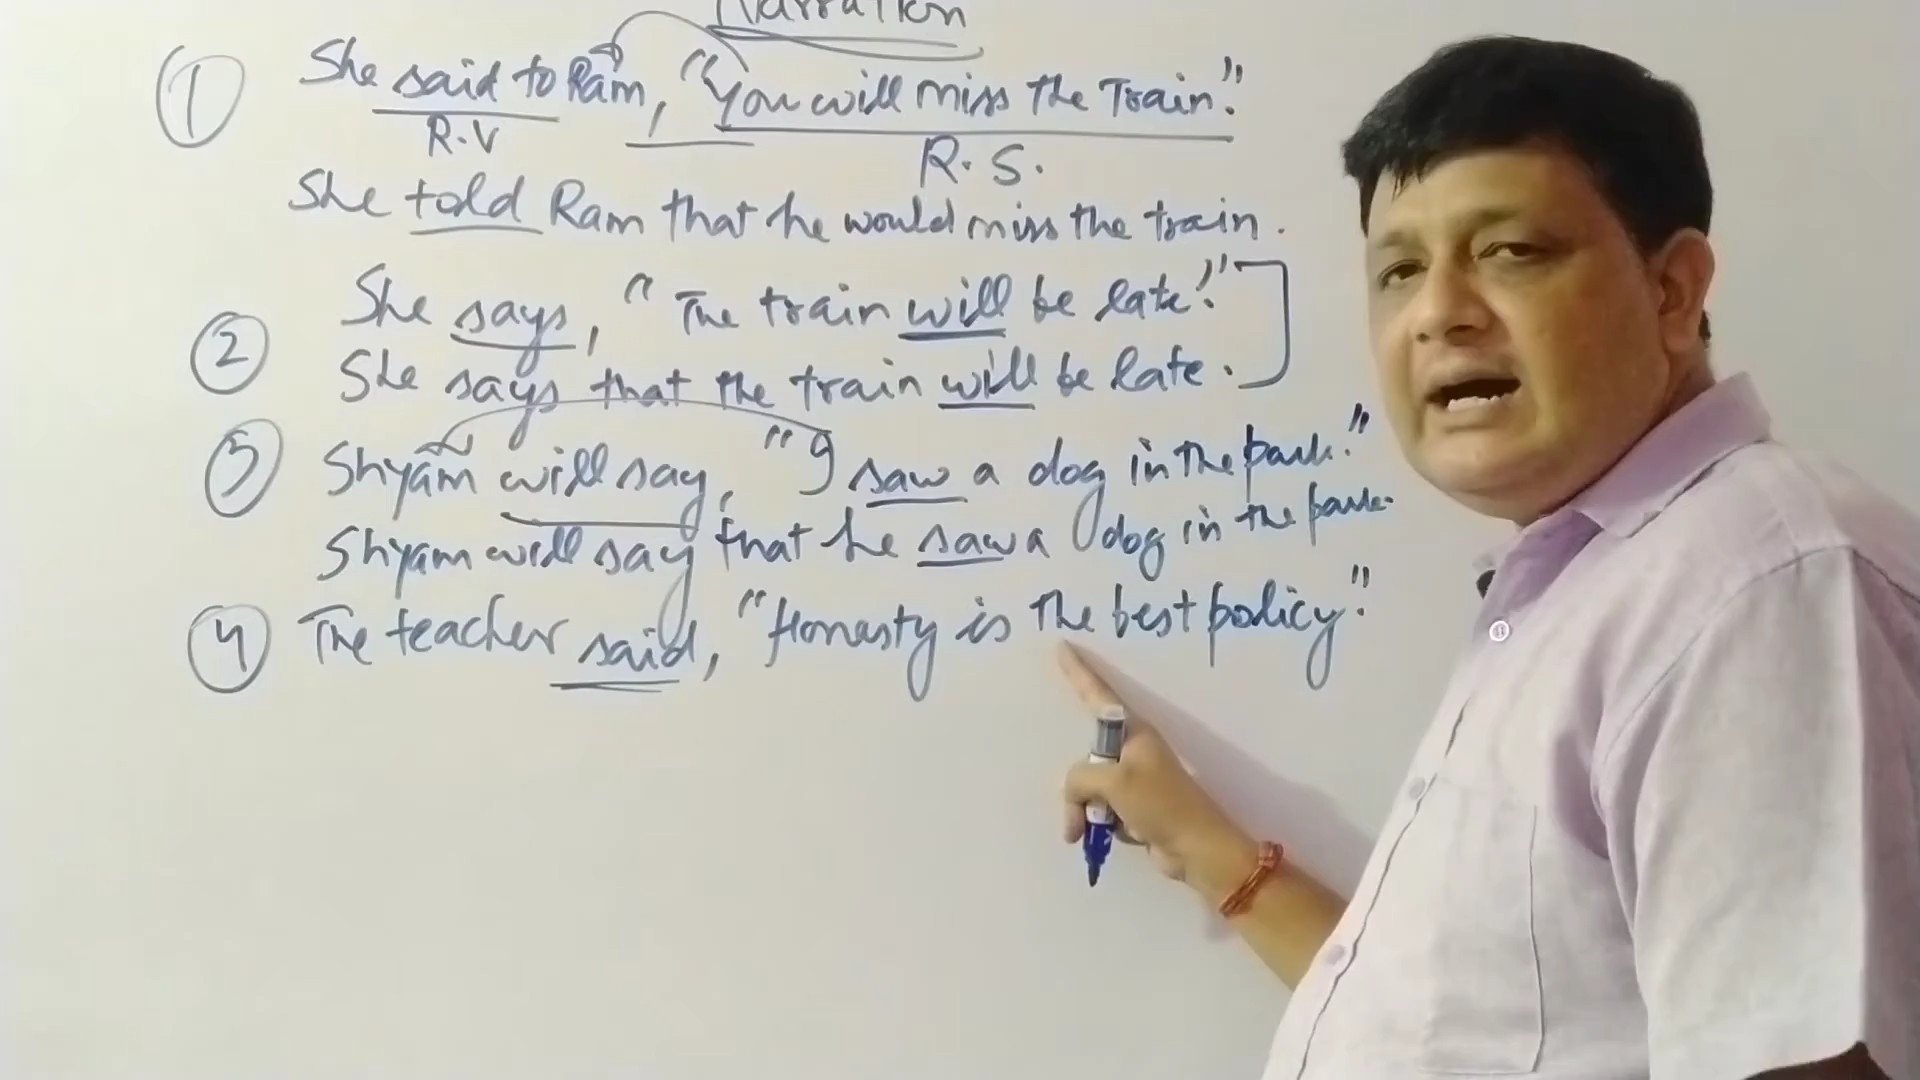 Narration
① She said to Ram, "You will miss the Train."
R.V
R.S.
She told Ram that he would miss the train.
② She says, "The train will be late."
She says that the train will be late.
③ Shyam will say, "I saw a dog in the park."
Shyam will say that he saw a dog in the park.
④ The teacher said, "Honesty is the best policy."